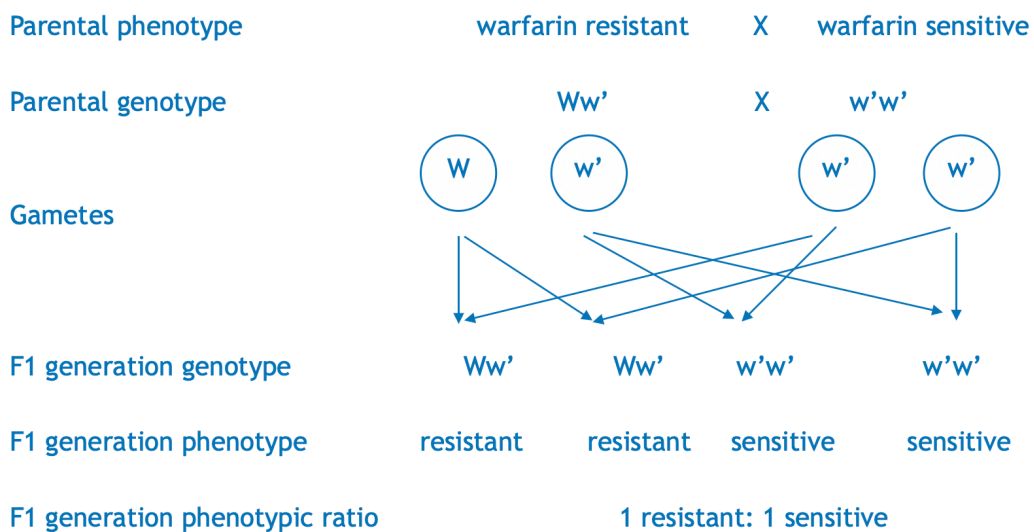 Parental phenotype warfarin resistant X warfarin sensitive
Parental genotype Ww’ X w’w’
W w’ w’ w’
Gametes
F1 generation genotype Ww’ Ww’ w’w’ w’w’
F1 generation phenotype resistant resistant sensitive sensitive
F1 generation phenotypic ratio 1 resistant: 1 sensitive